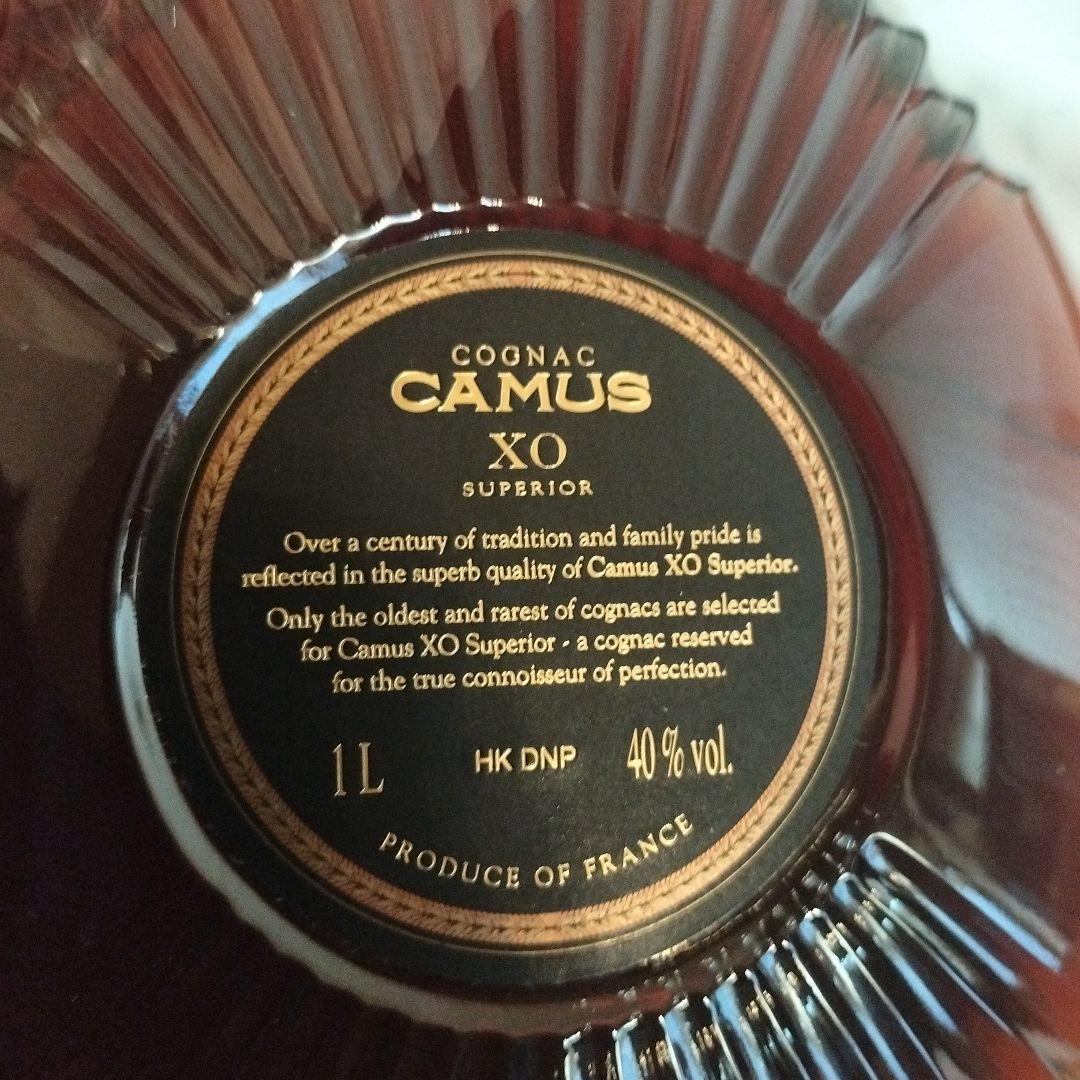 COGNAC
CAMUS
XO
SUPERIOR
Over a century of tradition and family pride is
reflected in the superb quality of Camus XO Superior.
Only the oldest and rarest of cognacs are selected
for Camus XO Superior - a cognac reserved
for the true connoisseur of perfection.
1L HK DNP 40% vol.
PRODUCE OF FRANCE